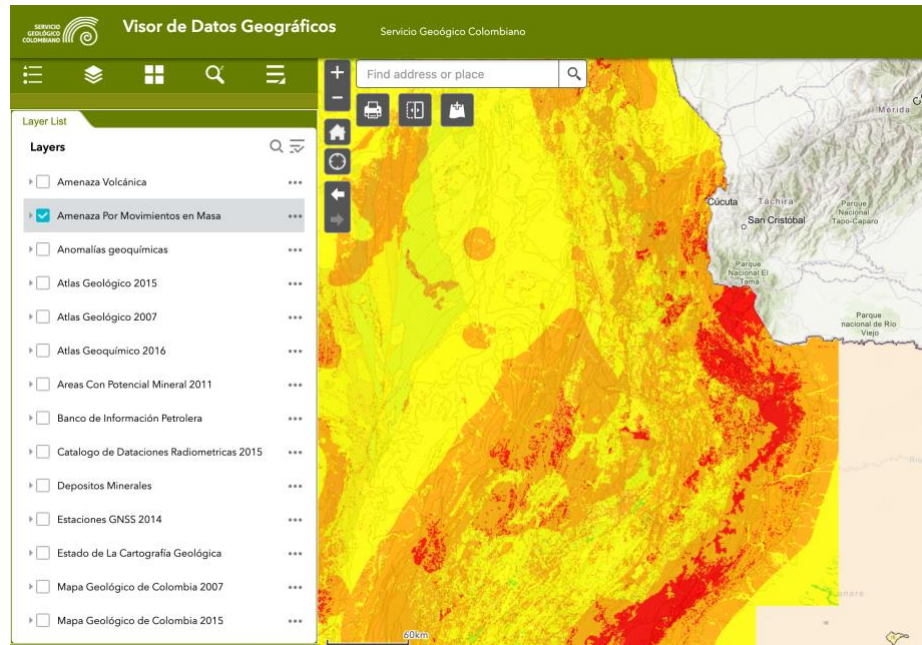 SERVICIO
GEOLÓGICO
COLOMBIANO
Visor de Datos Geográficos
Servicio Geogógico Colombiano
Find address or place
Layer List
Layers
Amenaza Volcánica
Amenaza Por Movimientos en Masa
Anomalías geoquímicas
Atlas Geológico 2015
Atlas Geológico 2007
Atlas Geoquímico 2016
Areas Con Potencial Mineral 2011
Banco de Información Petrolera
Catalogo de Dataciones Radiometricas 2015
Depositos Minerales
Estaciones GNSS 2014
Estado de La Cartografía Geológica
Mapa Geológico de Colombia 2007
Mapa Geológico de Colombia 2015
Mérida
Cúcuta
Táchira
San Cristóbal
Parque
Nacional
Tapo-Caparo
Parque
Nacional El
Tamá
Parque
nacional de Río
Viejo
60km